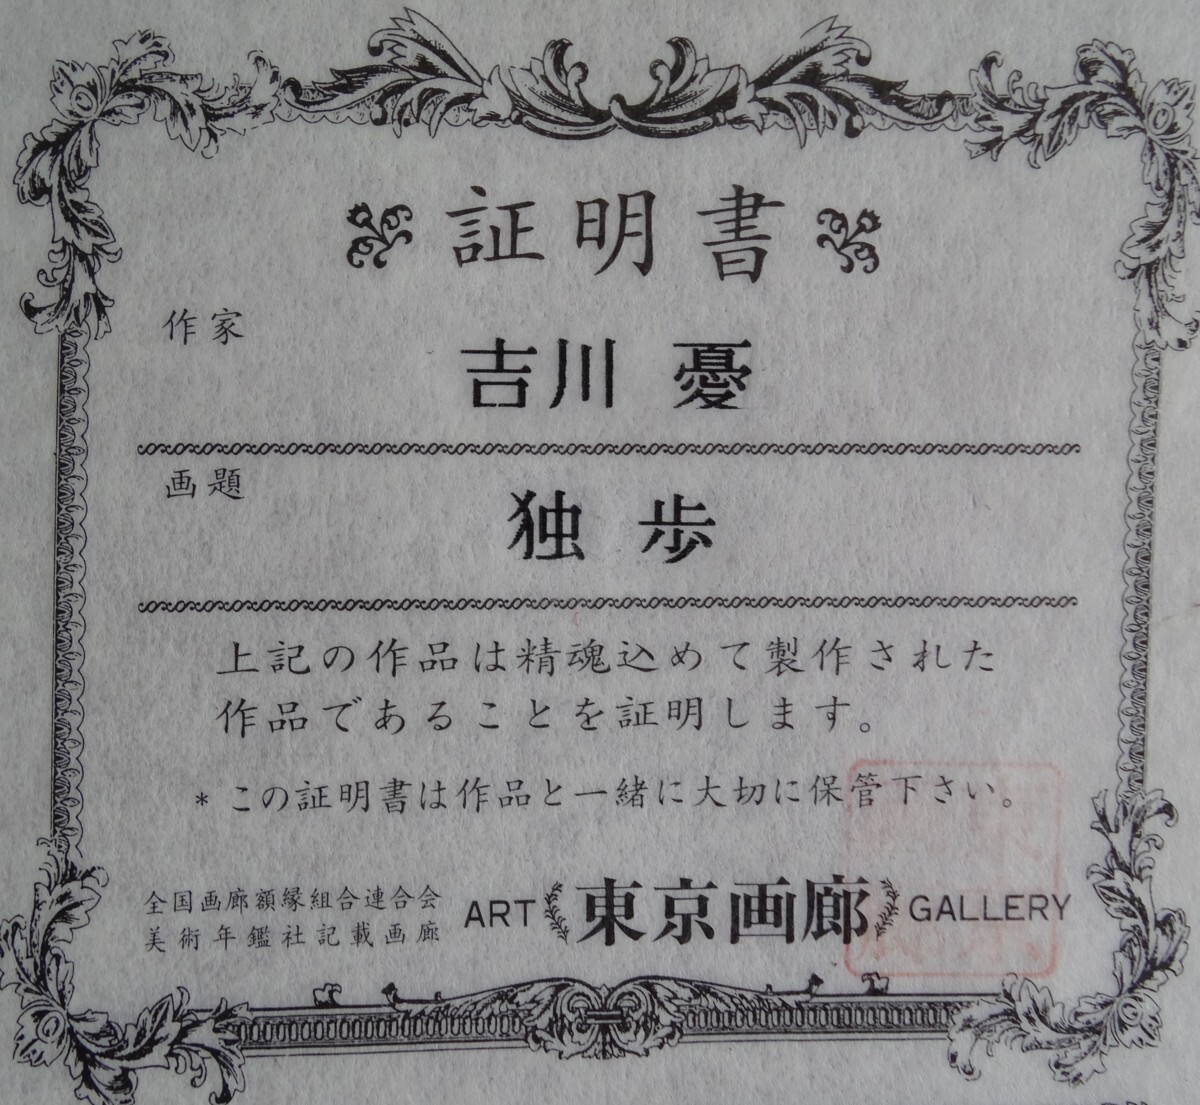 証明書
作家
吉川 憂
画題
独歩
上記の作品は精魂込めて製作された
作品であることを証明します。
* この証明書は作品と一緒に大切に保管下さい。
全国画廊額縁組合連合会
美術年鑑社記載画廊
ART 東京画廊 GALLERY